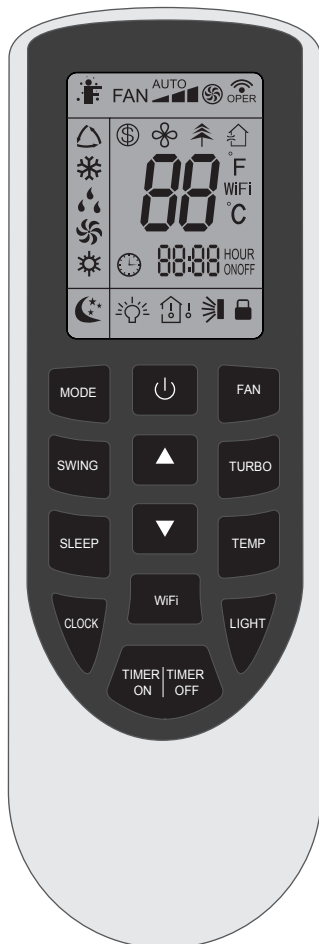 AUTO
FAN OPER
$
88 °F
WiFi
°C
88:88 HOUR
ONOFF
MODE FAN
SWING TURBO
SLEEP TEMP
WiFi
CLOCK LIGHT
TIMER TIMER
ON OFF